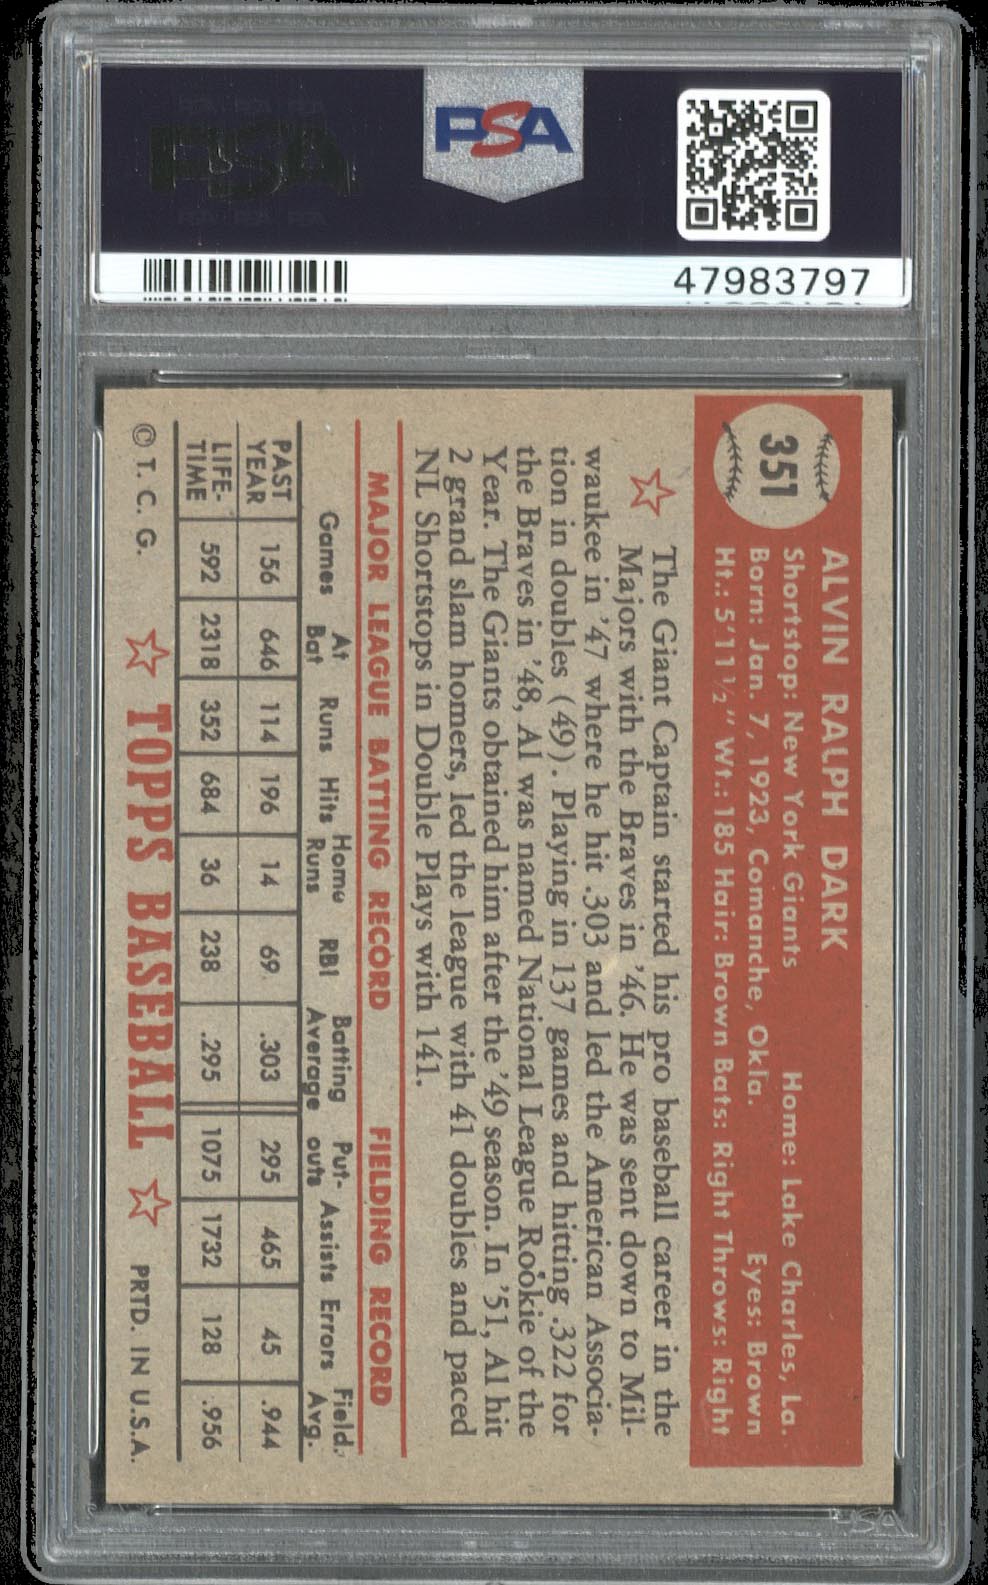 PSA
47983797
351
ALVIN RALPH DARK
Shortstop: New York Giants Home: Lake Charles, La.
Born: Jan. 7, 1923, Comanche, Okla. Eyes: Brown
Ht.: 5'11½" Wt.: 185 Hair: Brown Bats: Right Throws: Right
The Giant Captain started his pro baseball career in the
Majors with the Braves in '46. He was sent down to Mil-
waukee in '47 where he hit .303 and led the American Associa-
tion in doubles (49). Playing in 137 games and hitting .322 for
the Braves in '48, Al was named National League Rookie of the
Year. The Giants obtained him after the '49 season. In '51, Al hit
2 grand slam homers, led the league with 41 doubles and paced
NL Shortstops in Double Plays with 141.
MAJOR LEAGUE BATTING RECORD FIELDING RECORD
Games At Bat Runs Hits Home Runs RBI Batting Average Put-outs Assists Errors Field. Avg.
PAST YEAR 156 646 114 196 14 69 .303 295 465 45 .944
LIFE-TIME 592 2318 352 684 36 238 .295 1075 1732 128 .956
© T. C. G. TOPPS BASEBALL PRTD. IN U.S.A.
PSA